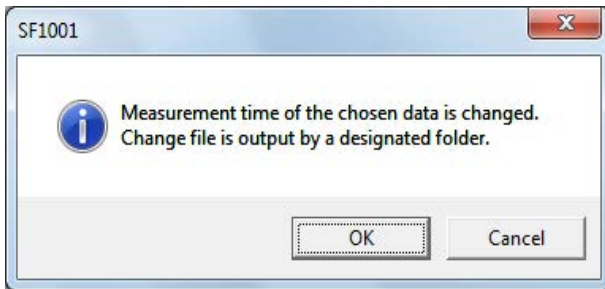 SF1001
Measurement time of the chosen data is changed.
Change file is output by a designated folder.
OK
Cancel